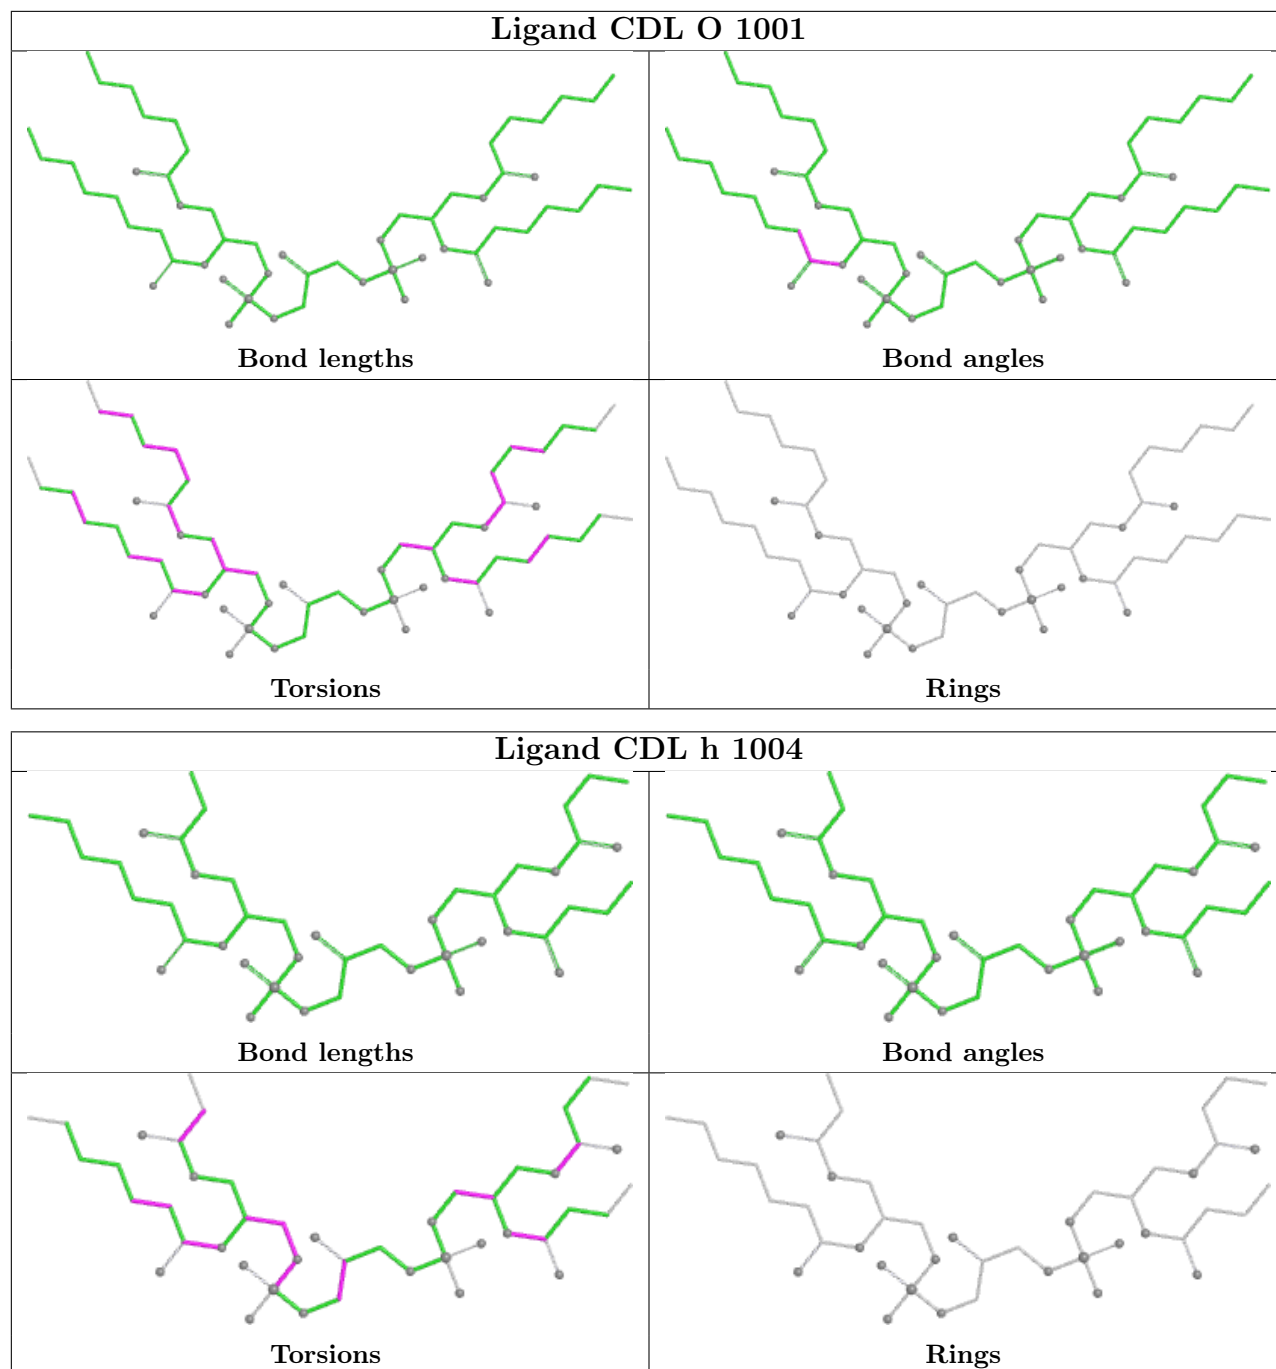 Ligand CDL O 1001
Bond lengths
Bond angles
Torsions
Rings
Ligand CDL h 1004
Bond lengths
Bond angles
Torsions
Rings